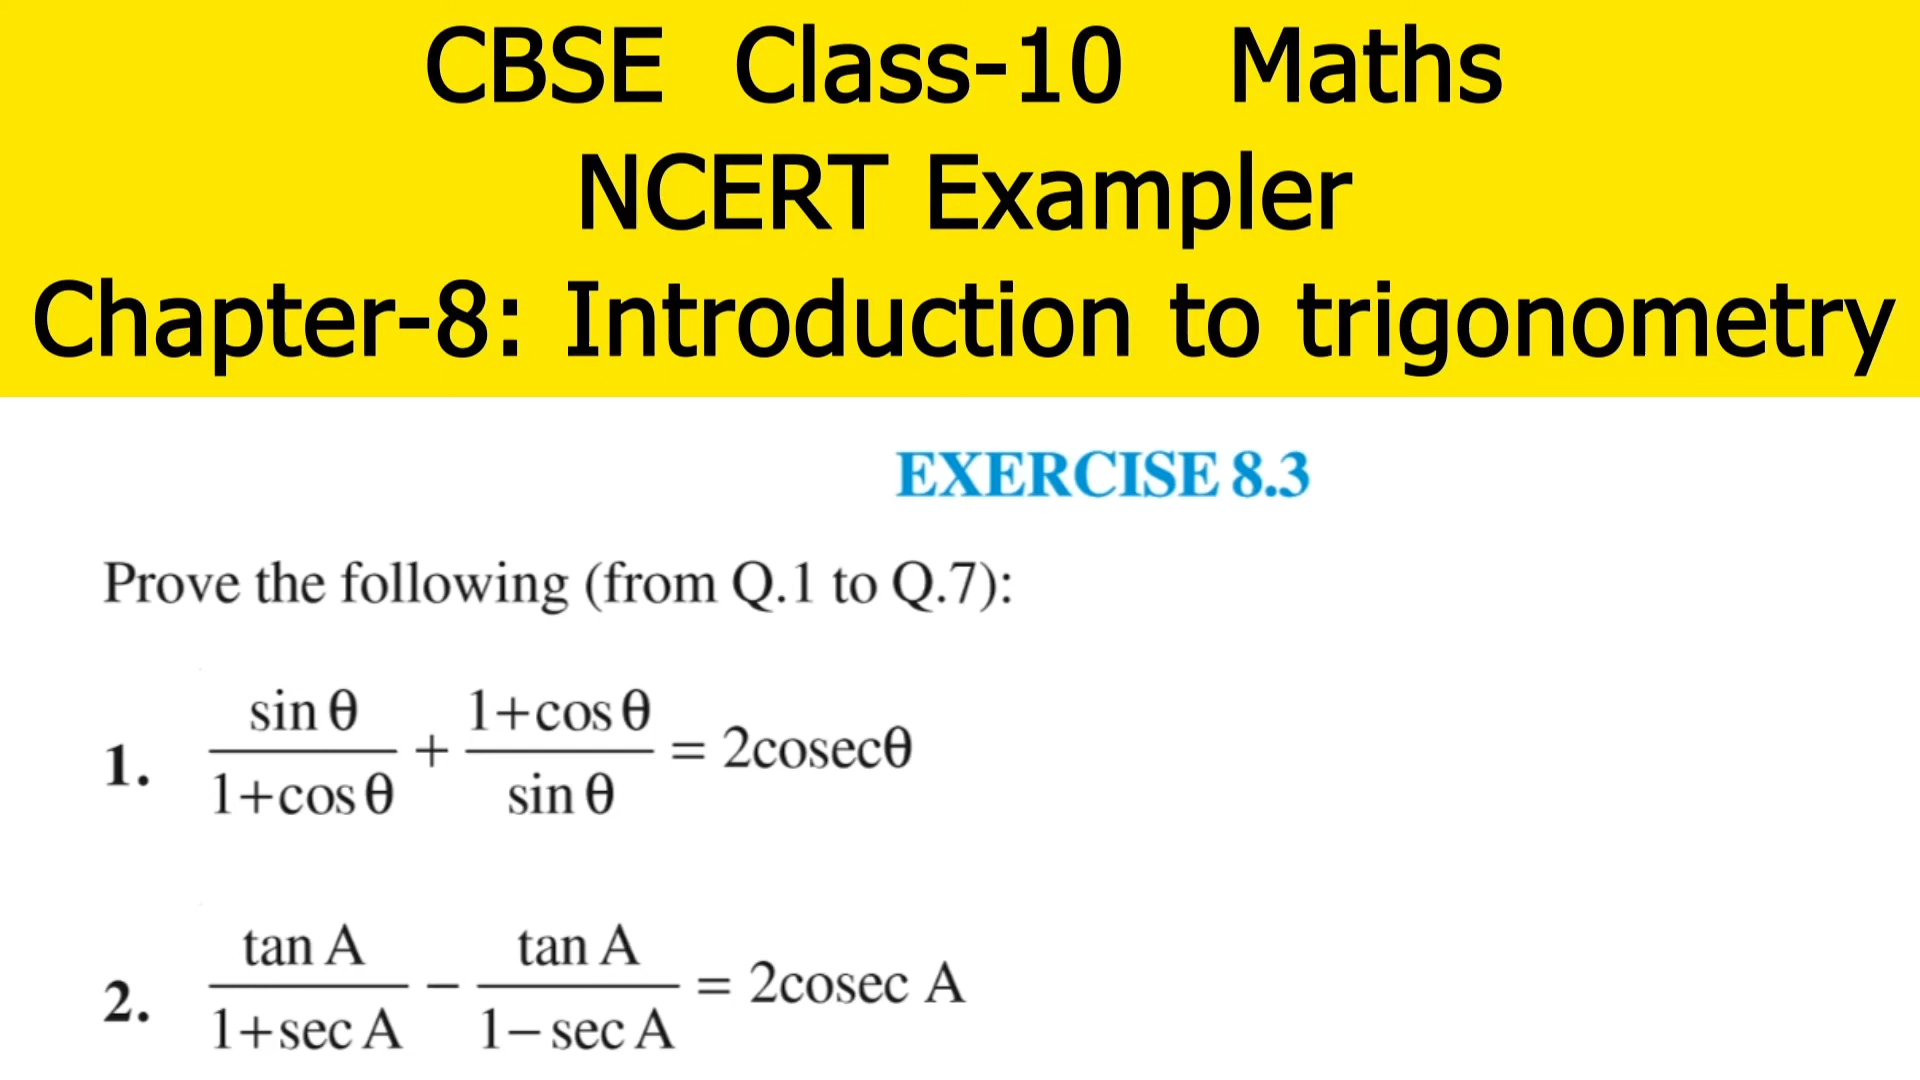 CBSE Class-10 Maths
NCERT Exampler
Chapter-8: Introduction to trigonometry
EXERCISE 8.3
Prove the following (from Q.1 to Q.7):
1. sin θ/1+cos θ + 1+cos θ/sin θ = 2cosecθ
2. tan A/1+sec A − tan A/1− sec A = 2cosec A